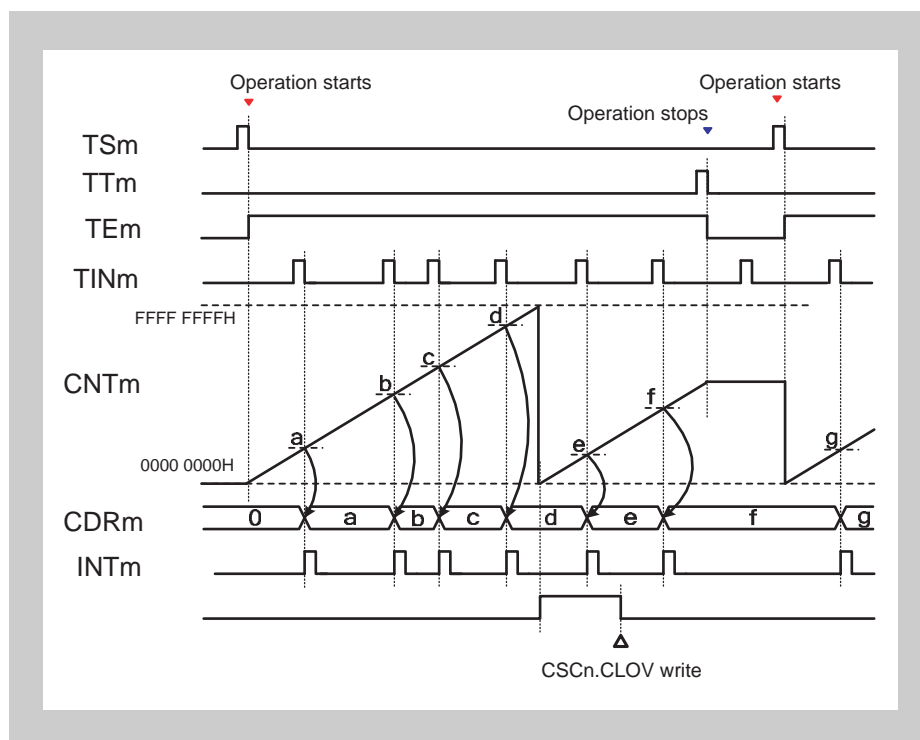 Operation starts
Operation starts
Operation stops
TSm
TTm
TEm
TINm
FFFF FFFFH
d
c
CNTm
b
f
a
e
g
0000 0000H
CDRm
0 a b c d e f g
INTm
CSCn.CLOV write